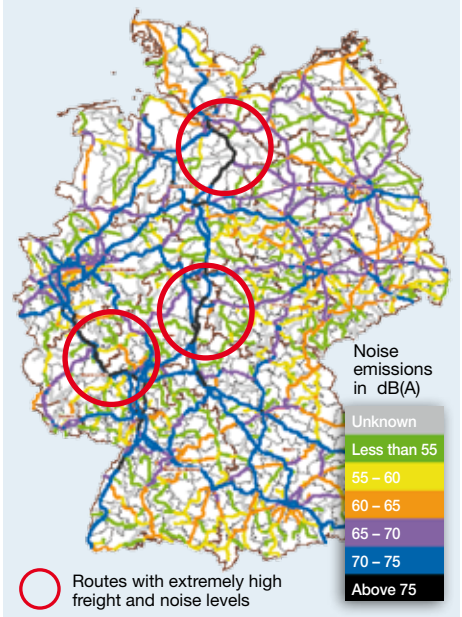 Noise
emissions
in dB(A)
Unknown
Less than 55
55 – 60
60 – 65
65 – 70
70 – 75
Above 75
Routes with extremely high
freight and noise levels